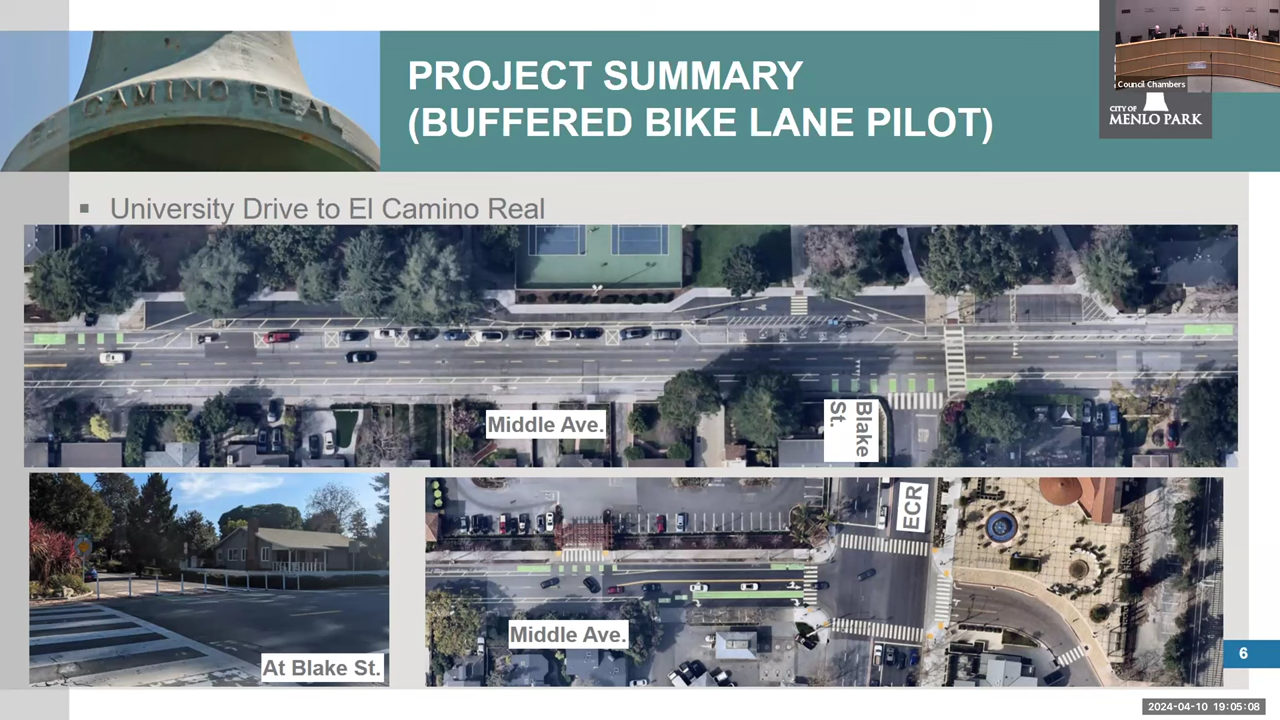 CAMINO REAL
PROJECT SUMMARY
(BUFFERED BIKE LANE PILOT)
Council Chambers
CITY OF
MENLO PARK
▪ University Drive to El Camino Real
Middle Ave.
Blake
St.
At Blake St.
ECR
Middle Ave.
6
2024-04-10 19:05:08